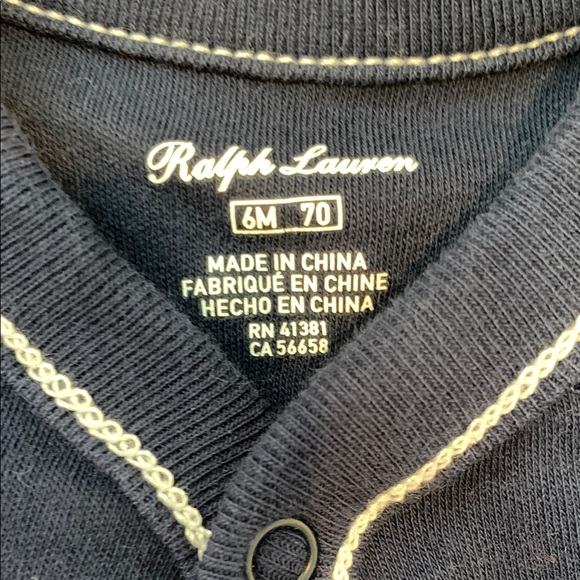 Ralph Lauren
6M 70
MADE IN CHINA
FABRIQUÉ EN CHINE
HECHO EN CHINA
RN 41381
CA 56658